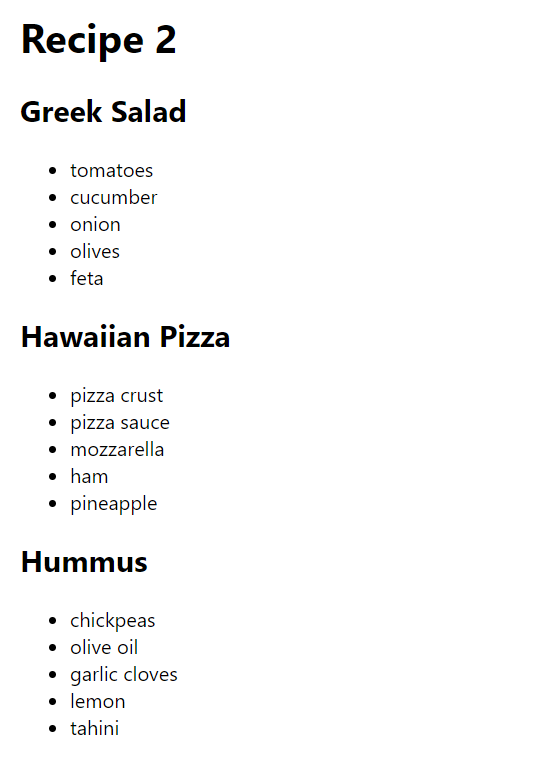 Recipe 2
Greek Salad
• tomatoes
• cucumber
• onion
• olives
• feta
Hawaiian Pizza
• pizza crust
• pizza sauce
• mozzarella
• ham
• pineapple
Hummus
• chickpeas
• olive oil
• garlic cloves
• lemon
• tahini